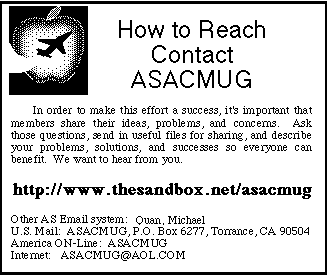 How to Reach
Contact
ASACMUG
In order to make this effort a success, it's important that
members share their ideas, problems, and concerns. Ask
those questions, send in useful files for sharing, and describe
your problems, solutions, and successes so everyone can
benefit. We want to hear from you.
http://www.thesandbox.net/asacmug
Other AS Email system: Quan, Michael
U.S. Mail: ASACMUG, P.O. Box 6277, Torrance, CA 90504
America ON-Line: ASACMUG
Internet: ASACMUG@AOL.COM